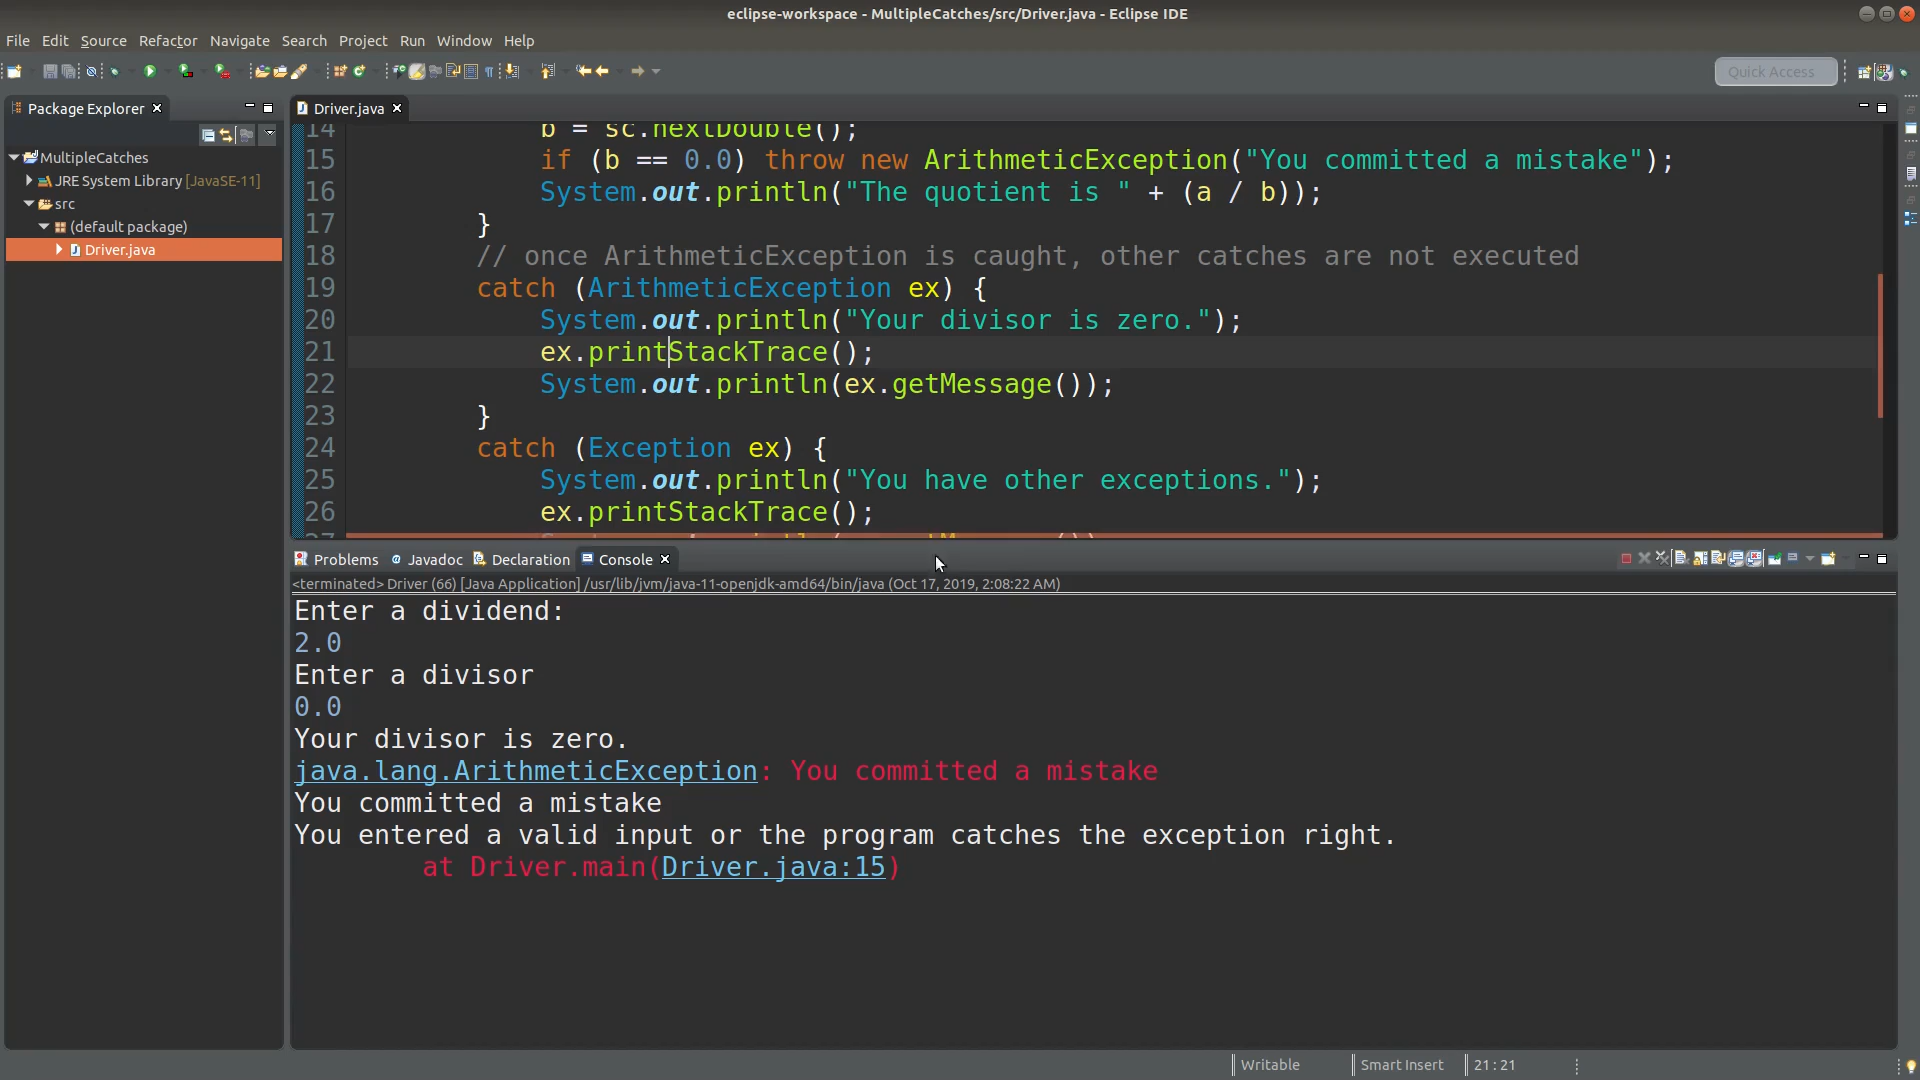 eclipse-workspace - MultipleCatches/src/Driver.java - Eclipse IDE
File Edit Source Refactor Navigate Search Project Run Window Help
Quick Access
Package Explorer
Driver.java
MultipleCatches
JRE System Library [JavaSE-11]
src
(default package)
Driver.java
14 b = sc.nextDouble();
15 if (b == 0.0) throw new ArithmeticException("You committed a mistake");
16 System.out.println("The quotient is " + (a / b));
17 }
18 // once ArithmeticException is caught, other catches are not executed
19 catch (ArithmeticException ex) {
20 System.out.println("Your divisor is zero.");
21 ex.printStackTrace();
22 System.out.println(ex.getMessage());
23 }
24 catch (Exception ex) {
25 System.out.println("You have other exceptions.");
26 ex.printStackTrace();
Problems Javadoc Declaration Console
<terminated> Driver (66) [Java Application] /usr/lib/jvm/java-11-openjdk-amd64/bin/java (Oct 17, 2019, 2:08:22 AM)
Enter a dividend:
2.0
Enter a divisor
0.0
Your divisor is zero.
java.lang.ArithmeticException: You committed a mistake
You committed a mistake
You entered a valid input or the program catches the exception right.
at Driver.main(Driver.java:15)
Writable Smart Insert 21 : 21